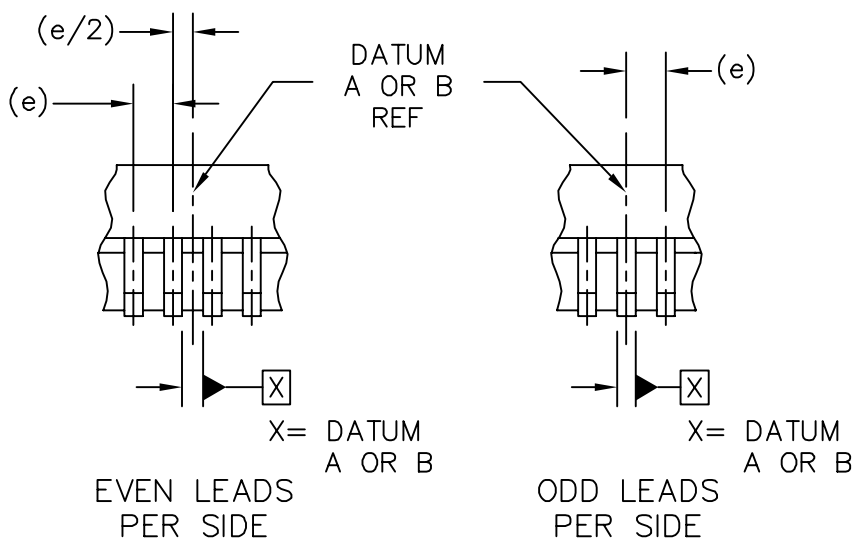 (e/2)
(e)
DATUM
A OR B
REF
(e)
X
X= DATUM
A OR B
EVEN LEADS
PER SIDE
X
X= DATUM
A OR B
ODD LEADS
PER SIDE